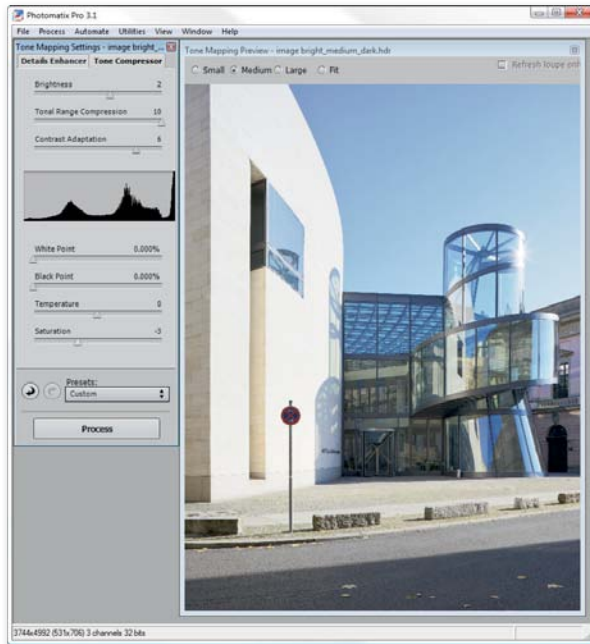 Photomatix Pro 3.1
File Process Automate Utilities View Window Help
Tone Mapping Settings - image bright_...
Details Enhancer Tone Compressor
Brightness 2
Tonal Range Compression 10
Contrast Adaptation 6
White Point 0.000%
Black Point 0.000%
Temperature 0
Saturation -3
Presets:
Custom
Process
Tone Mapping Preview - image bright_medium_dark.hdr
Small Medium Large Fit
Refresh loupe onl
3744x4992 (531x706) 3 channels 32 bits